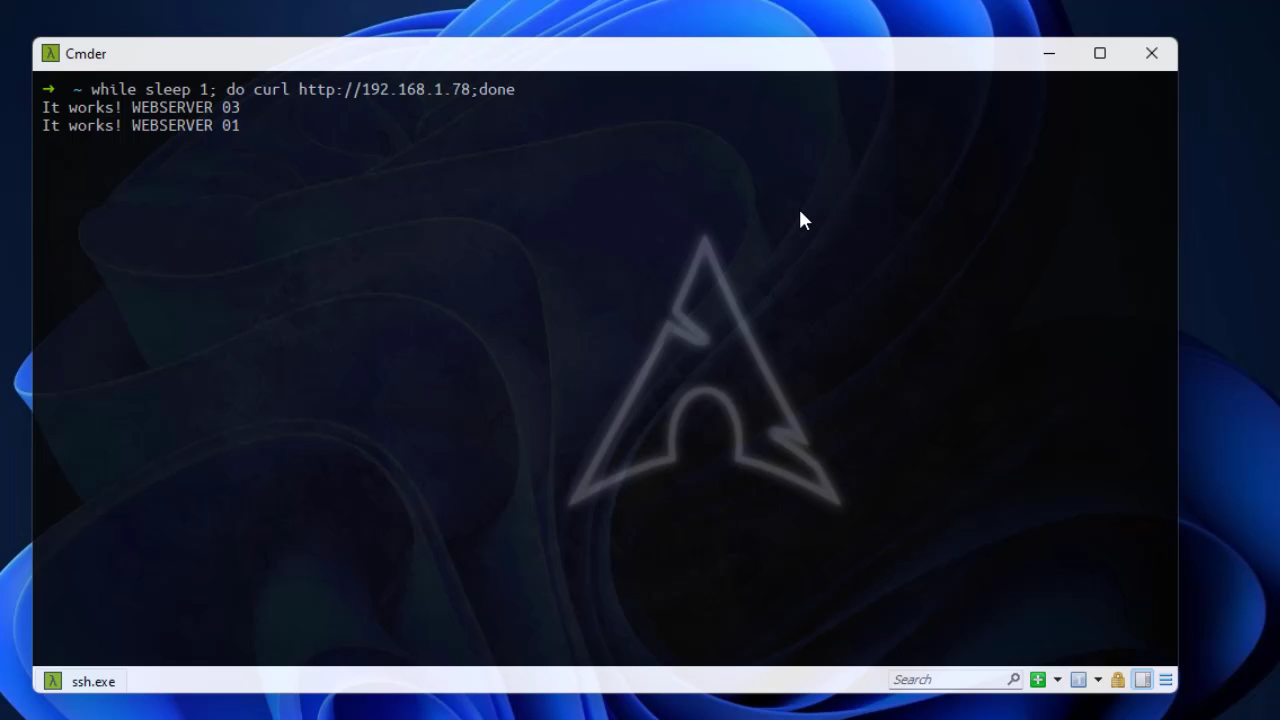 λ Cmder
➜ ~ while sleep 1; do curl http://192.168.1.78;done
It works! WEBSERVER 03
It works! WEBSERVER 01
λ ssh.exe
Search